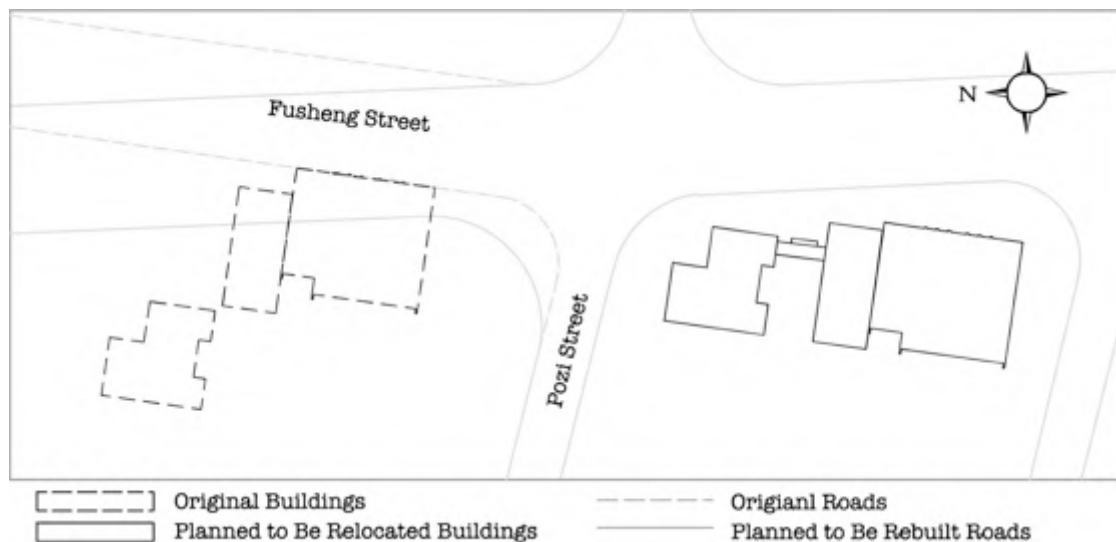 Fusheng Street
N
Pozi Street
Original Buildings
Origianl Roads
Planned to Be Relocated Buildings
Planned to Be Rebuilt Roads